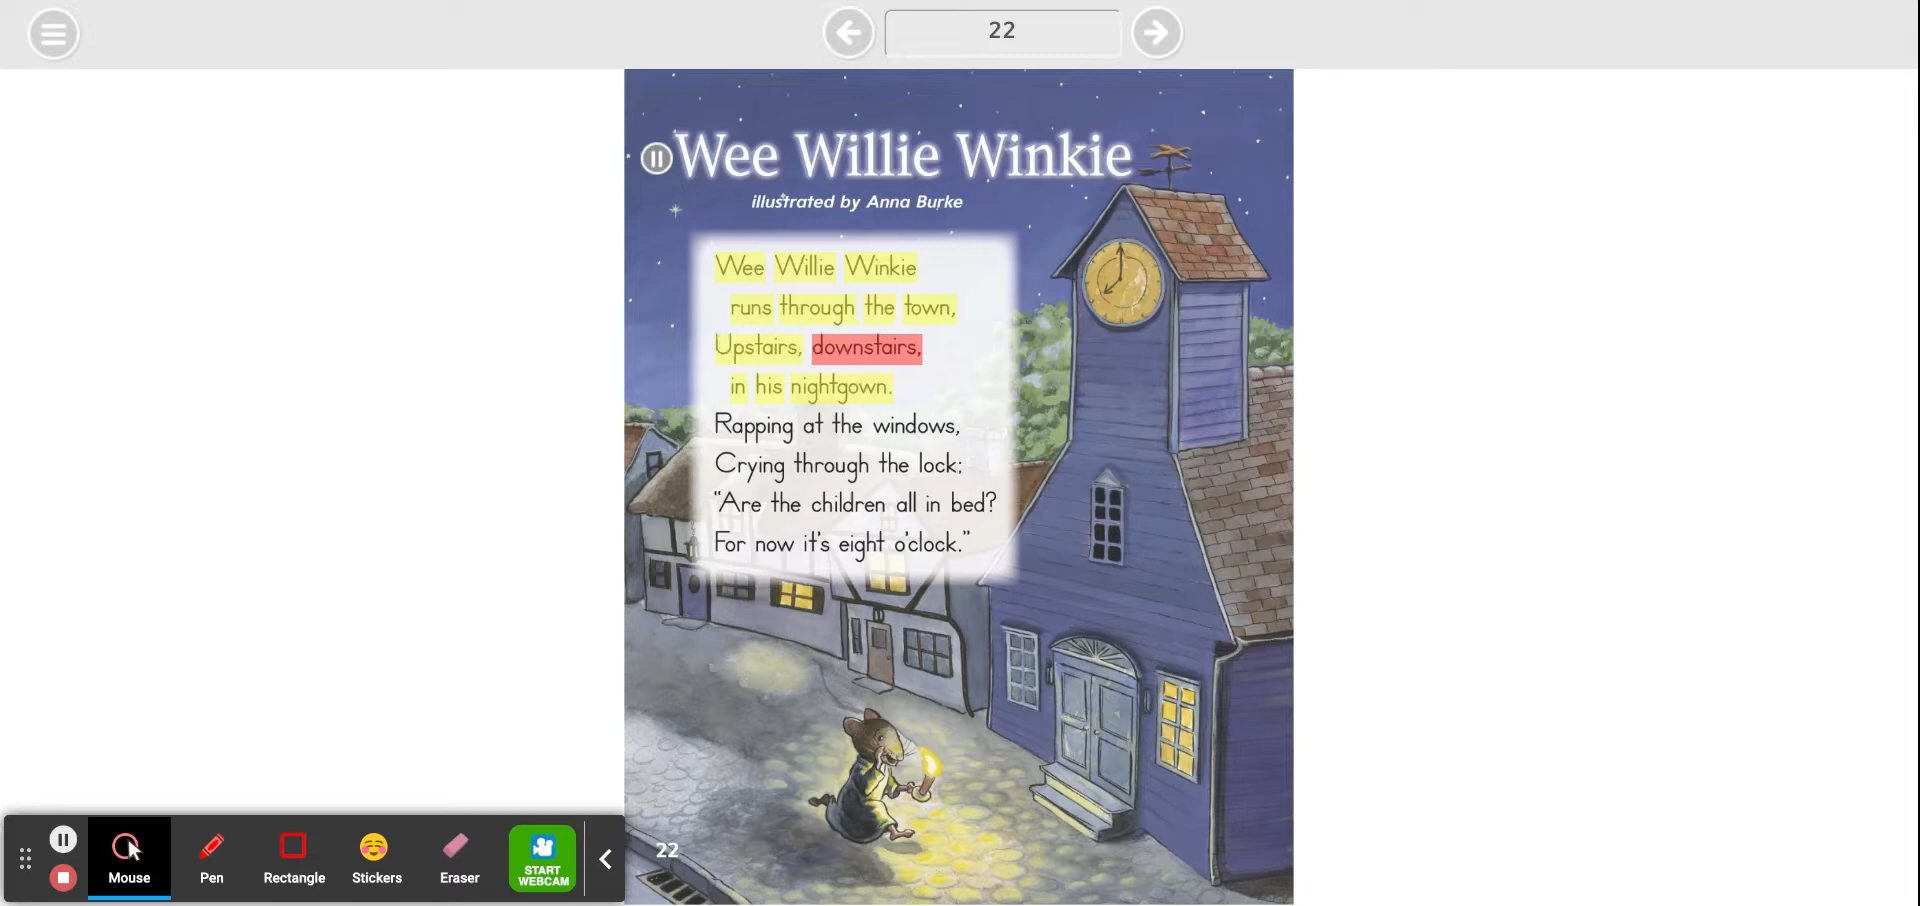 22
Wee Willie Winkie
illustrated by Anna Burke
Wee Willie Winkie
runs through the town,
Upstairs, downstairs,
in his nightgown.
Rapping at the windows,
Crying through the lock:
"Are the children all in bed?
For now it's eight o'clock."
22
Mouse
Pen
Rectangle
Stickers
Eraser
START
WEBCAM